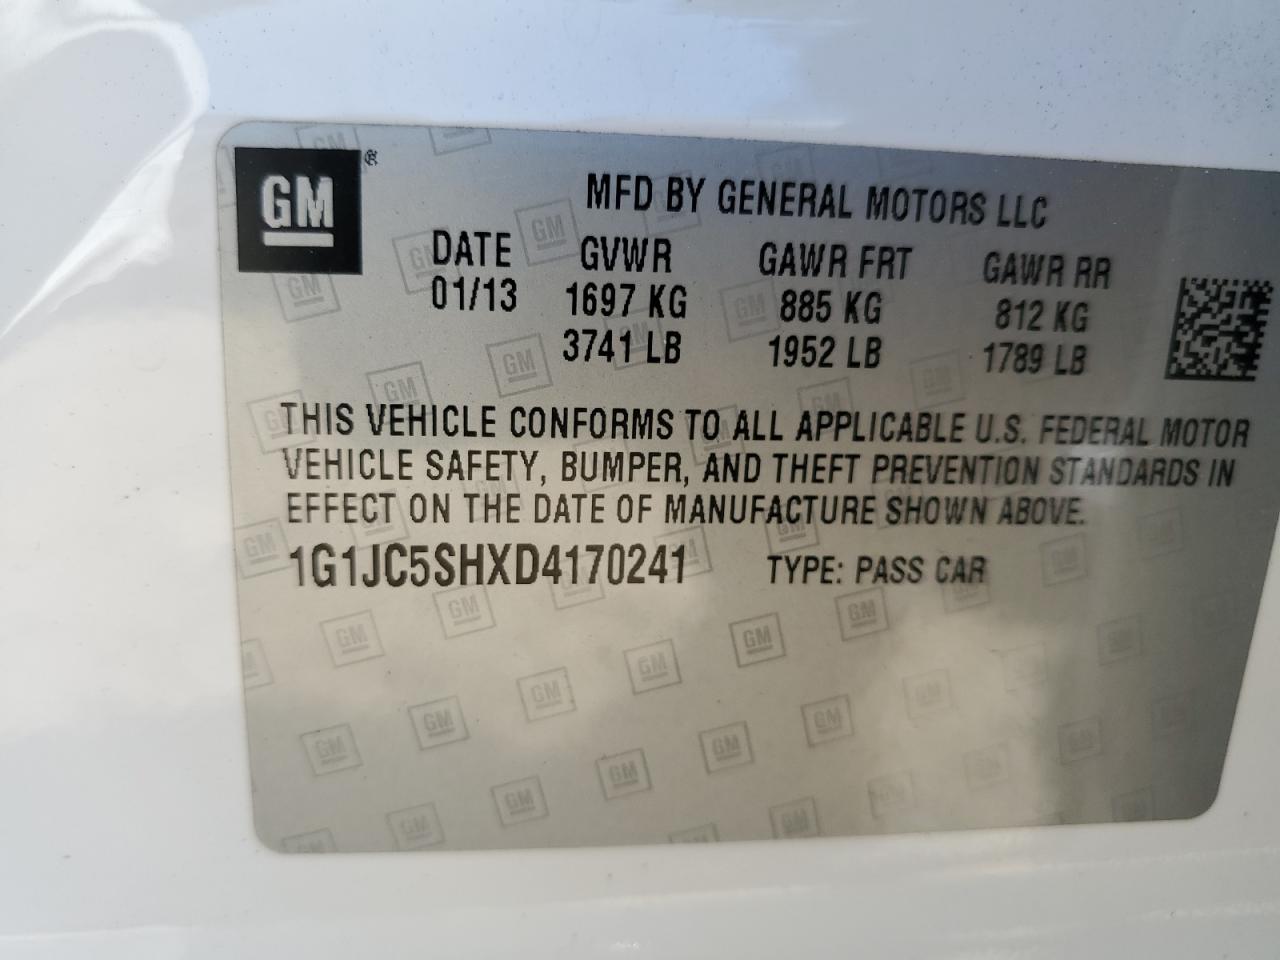 GM ®
MFD BY GENERAL MOTORS LLC
DATE GVWR GAWR FRT GAWR RR
01/13 1697 KG 885 KG 812 KG
3741 LB 1952 LB 1789 LB
THIS VEHICLE CONFORMS TO ALL APPLICABLE U.S. FEDERAL MOTOR
VEHICLE SAFETY, BUMPER, AND THEFT PREVENTION STANDARDS IN
EFFECT ON THE DATE OF MANUFACTURE SHOWN ABOVE.
1G1JC5SHXD4170241 TYPE: PASS CAR